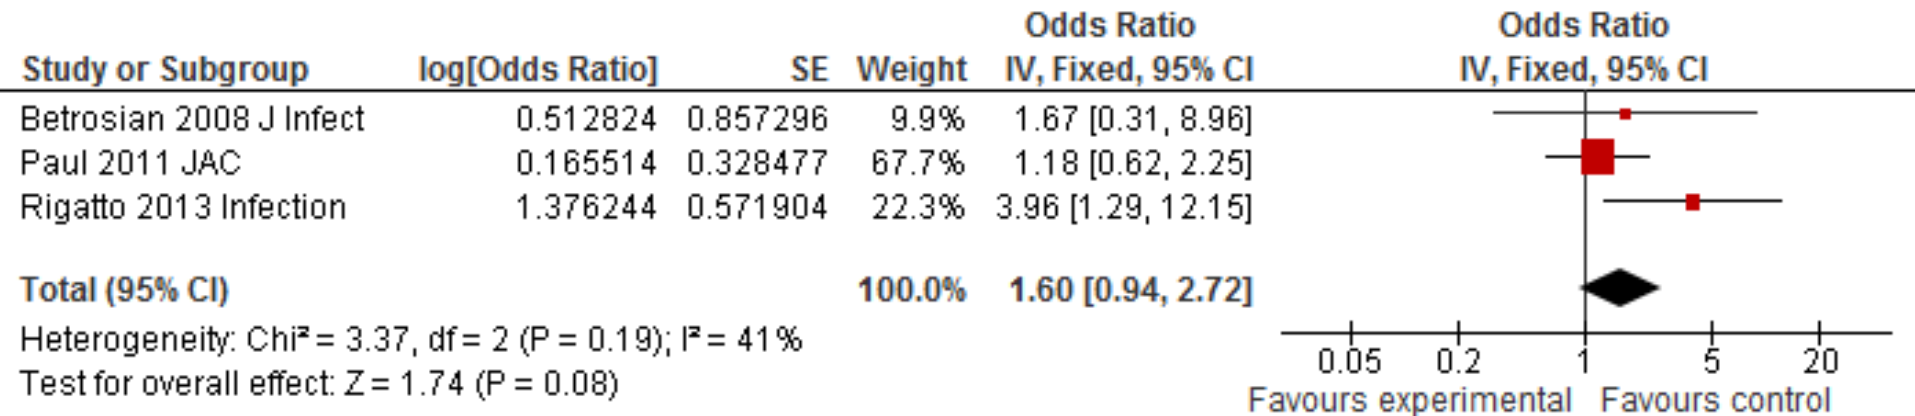 Odds Ratio Odds Ratio
Study or Subgroup log[Odds Ratio] SE Weight IV, Fixed, 95% CI IV, Fixed, 95% CI
Betrosian 2008 J Infect 0.512824 0.857296 9.9% 1.67 [0.31, 8.96]
Paul 2011 JAC 0.165514 0.328477 67.7% 1.18 [0.62, 2.25]
Rigatto 2013 Infection 1.376244 0.571904 22.3% 3.96 [1.29, 12.15]
Total (95% CI) 100.0% 1.60 [0.94, 2.72]
Heterogeneity: Chi² = 3.37, df = 2 (P = 0.19); I² = 41%
Test for overall effect: Z = 1.74 (P = 0.08)
0.05 0.2 1 5 20
Favours experimental Favours control